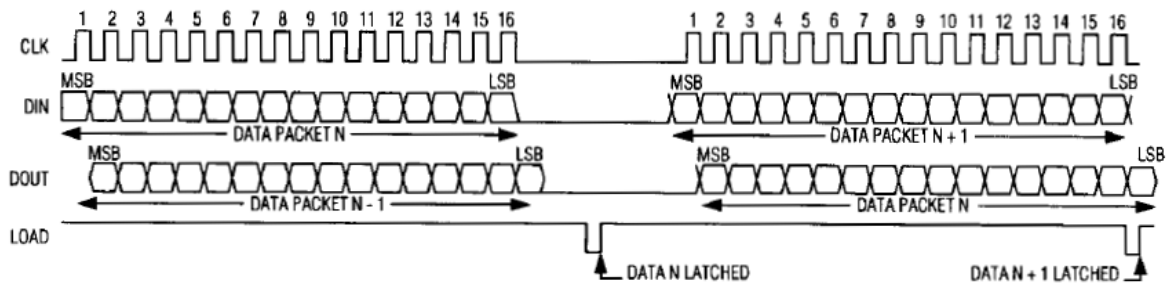 1 2 3 4 5 6 7 8 9 10 11 12 13 14 15 16 1 2 3 4 5 6 7 8 9 10 11 12 13 14 15 16
CLK
MSB LSB MSB LSB
DIN
DATA PACKET N DATA PACKET N + 1
MSB LSB MSB LSB
DOUT
DATA PACKET N - 1 DATA PACKET N
LOAD
DATA N LATCHED DATA N + 1 LATCHED